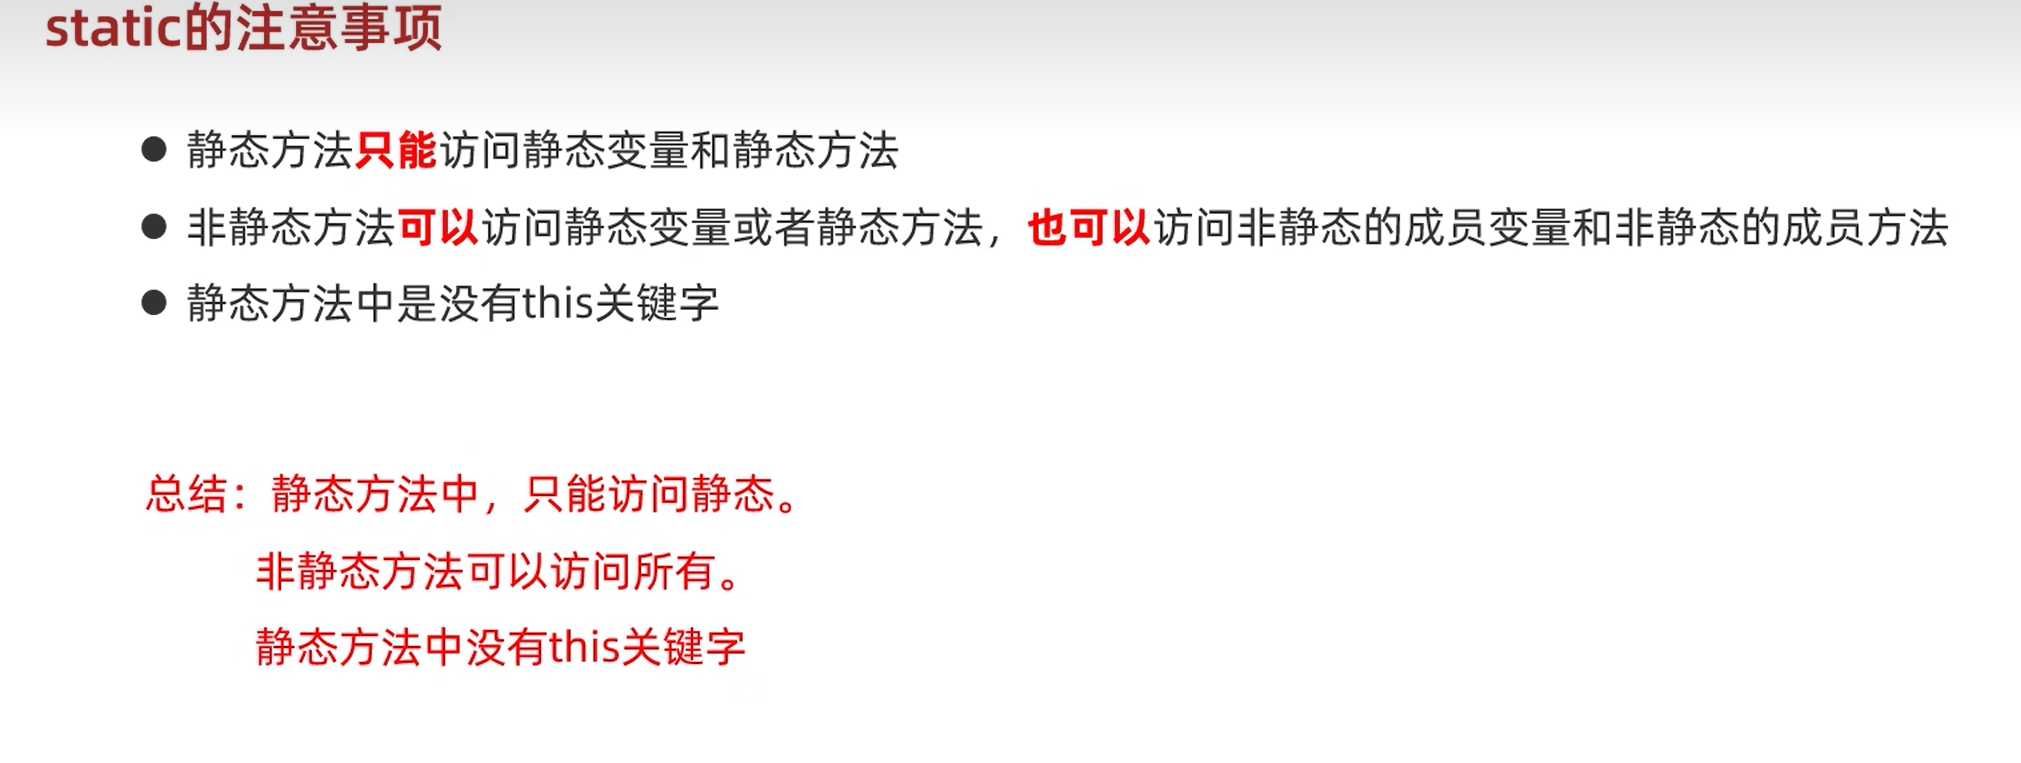 static的注意事项
静态方法只能访问静态变量和静态方法
非静态方法可以访问静态变量或者静态方法，也可以访问非静态的成员变量和非静态的成员方法
静态方法中是没有this关键字
总结：静态方法中，只能访问静态。
非静态方法可以访问所有。
静态方法中没有this关键字